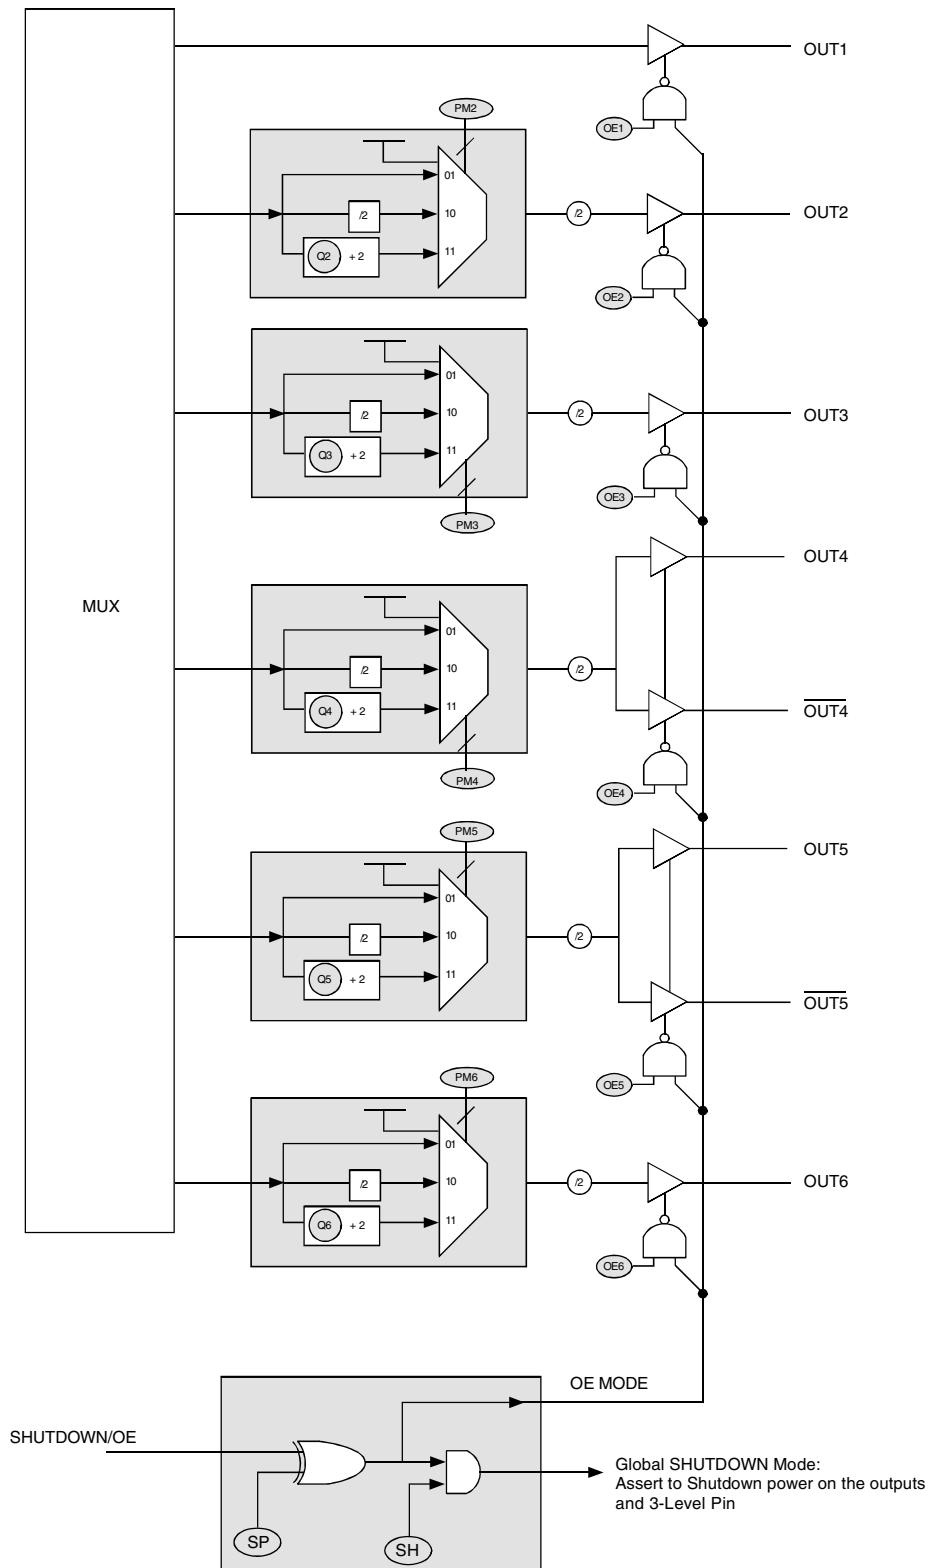 OUT1
PM2
OE1
01
/2 10 /2 OUT2
Q2 + 2 11
OE2
01
/2 10 /2 OUT3
Q3 + 2 11
OE3
PM3
OUT4
MUX
01
/2 10 /2
Q4 + 2 11
OUT4
PM4
OE4
PM5
OUT5
01
/2 10 /2
Q5 + 2 11
OUT5
PM6
OE5
01
/2 10 /2 OUT6
Q6 + 2 11
OE6
OE MODE
SHUTDOWN/OE
Global SHUTDOWN Mode:
Assert to Shutdown power on the outputs
and 3-Level Pin
SP
SH